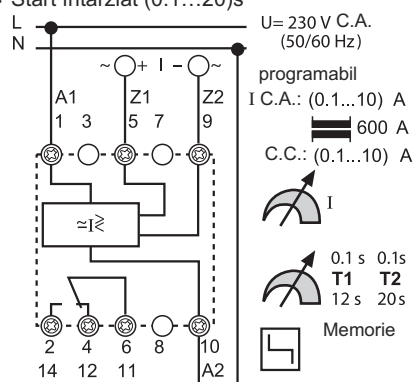 Start întârziat (0.1...20)s
L
N
U= 230 V C.A.
(50/60 Hz)
~ + I – ~
programabil
A1 Z1 Z2
1 3 5 7 9
I C.A.: (0.1...10) A
600 A
C.C.: (0.1...10) A
I
≃I≷
0.1 s 0.1s
T1 T2
12 s 20s
Memorie
2 4 6 8 10
14 12 11 A2